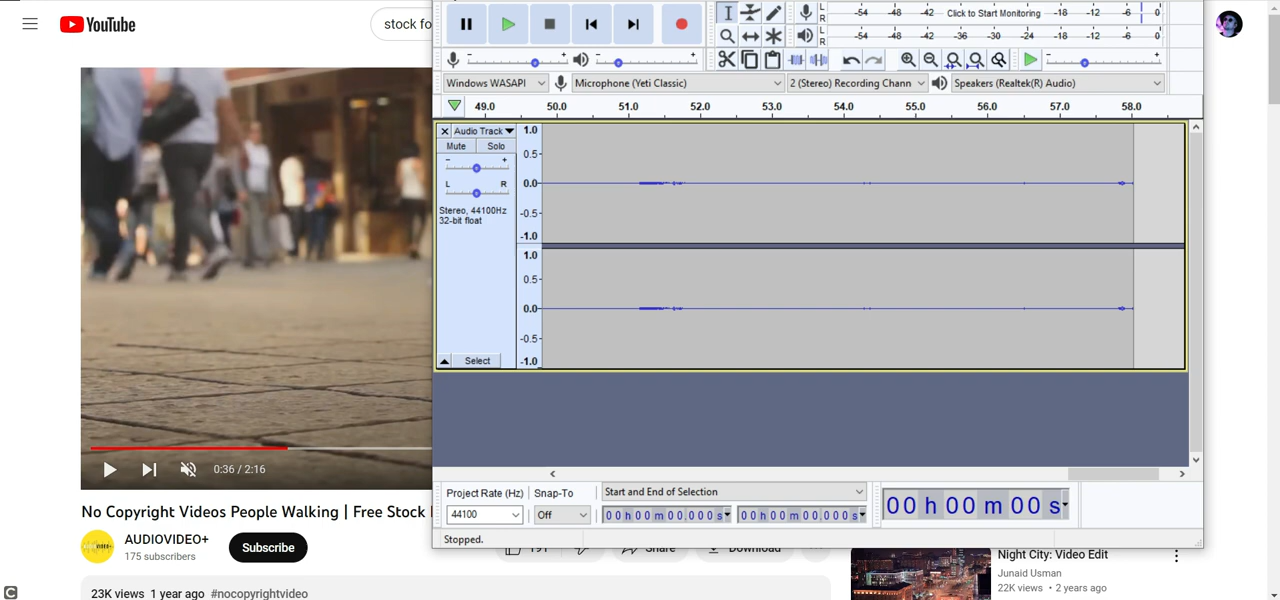 YouTube
stock fo
L
R
-54 -48 -42 Click to Start Monitoring -18 -12 -6 0
L
R
-54 -48 -42 -36 -30 -24 -18 -12 -6 0
Windows WASAPI Microphone (Yeti Classic) 2 (Stereo) Recording Chann Speakers (Realtek(R) Audio)
49.0 50.0 51.0 52.0 53.0 54.0 55.0 56.0 57.0 58.0
Audio Track
Mute Solo
- +
L R
Stereo, 44100Hz
32-bit float
Select
1.0
0.5
0.0
-0.5
-1.0
1.0
0.5
0.0
-0.5
-1.0
0:36 / 2:16
Project Rate (Hz) Snap-To Start and End of Selection
44100 Off 00h00m00.000s 00h00m00.000s 00h00m00s
Stopped.
No Copyright Videos People Walking | Free Stock
AUDIOVIDEO+
175 subscribers
Subscribe
191 Share Download
23K views 1 year ago #nocopyrightvideo
Night City: Video Edit
Junaid Usman
22K views • 2 years ago